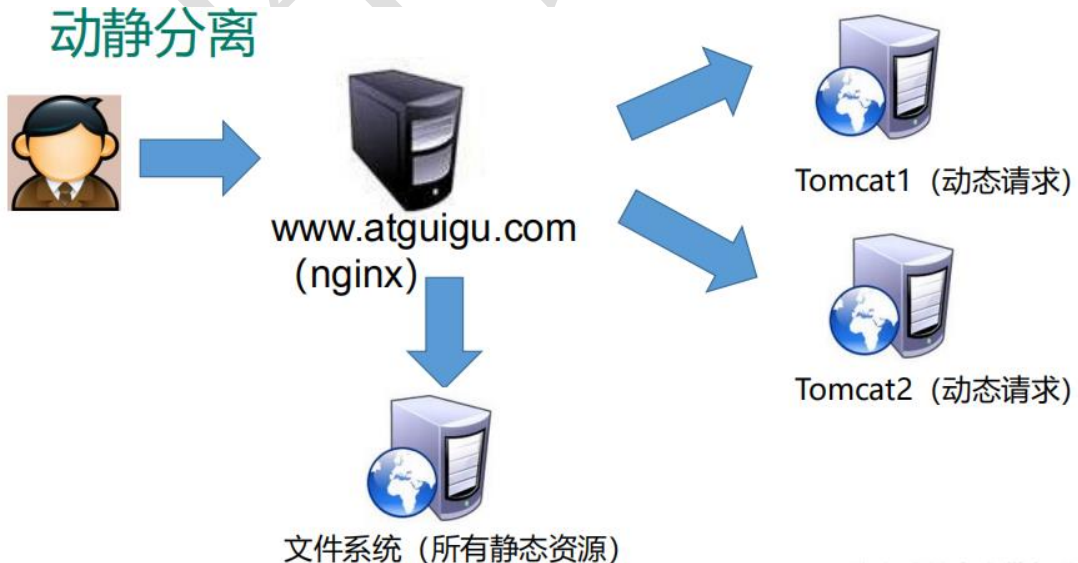 动静分离
www.atguigu.com
(nginx)
Tomcat1（动态请求）
Tomcat2（动态请求）
文件系统（所有静态资源）